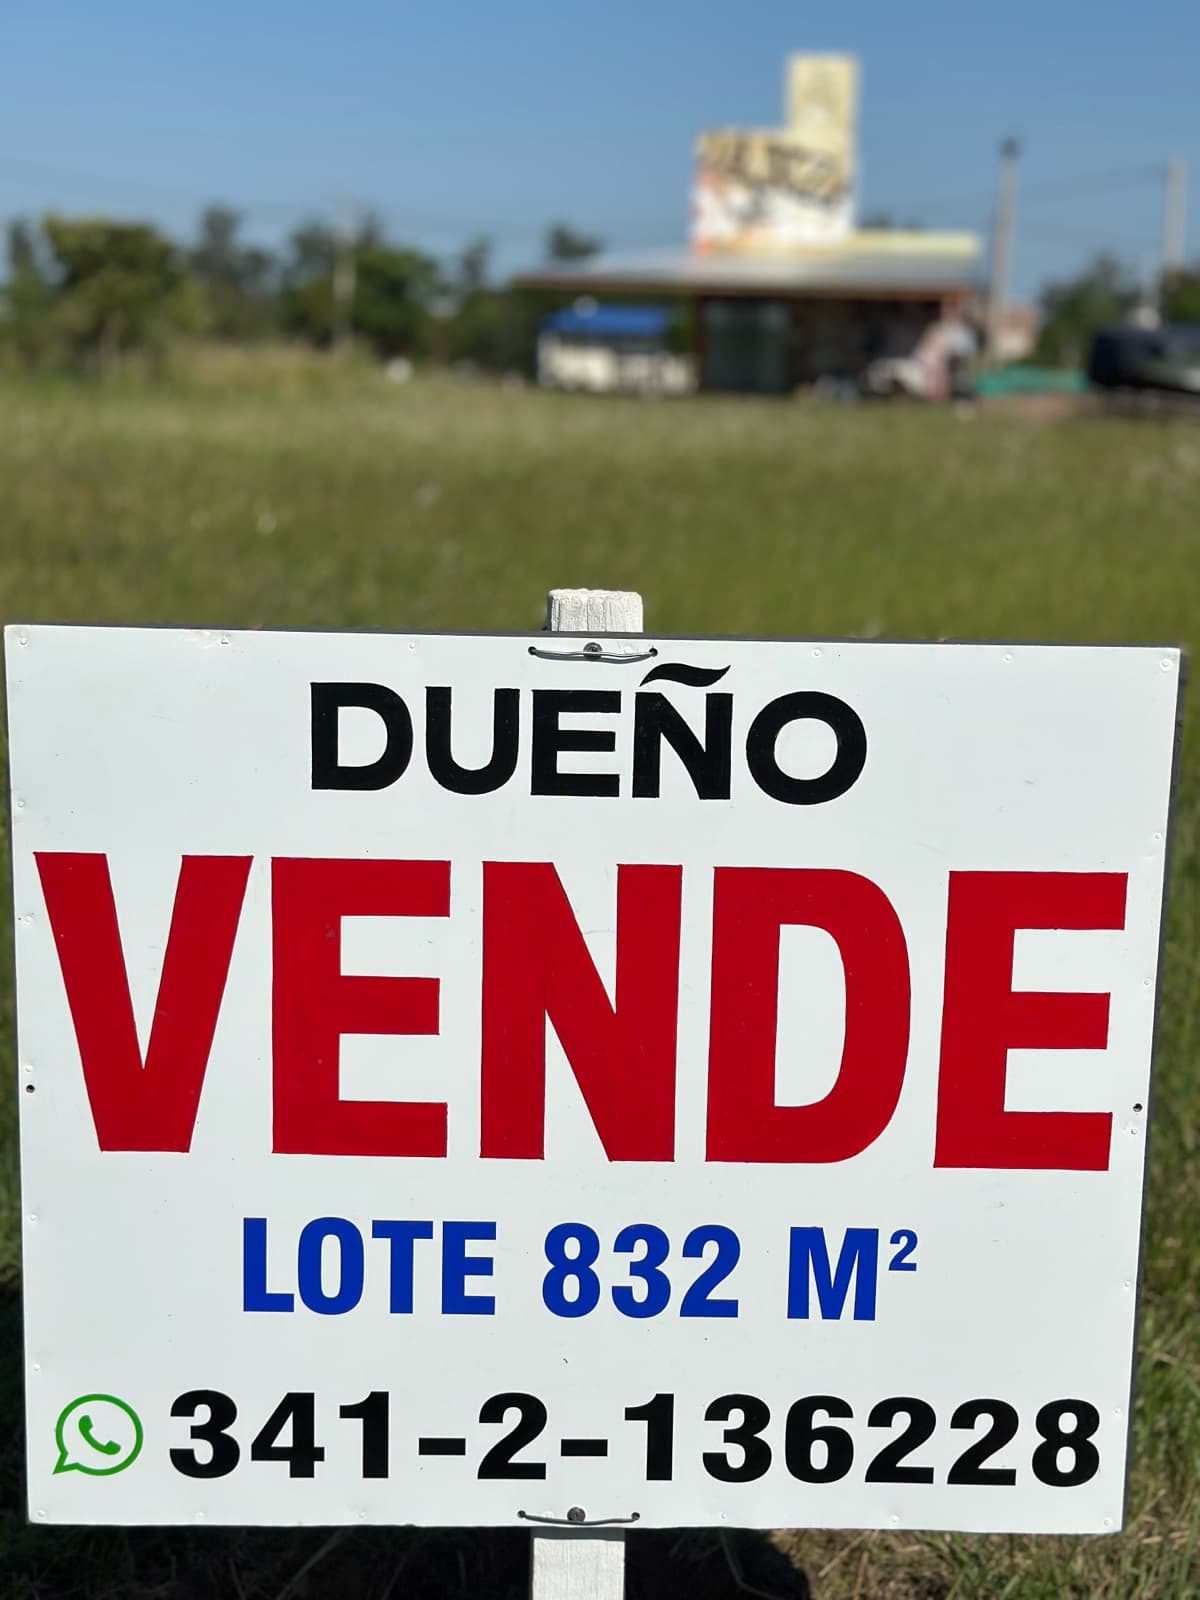 DUEÑO
VENDE
LOTE 832 M²
341-2-136228